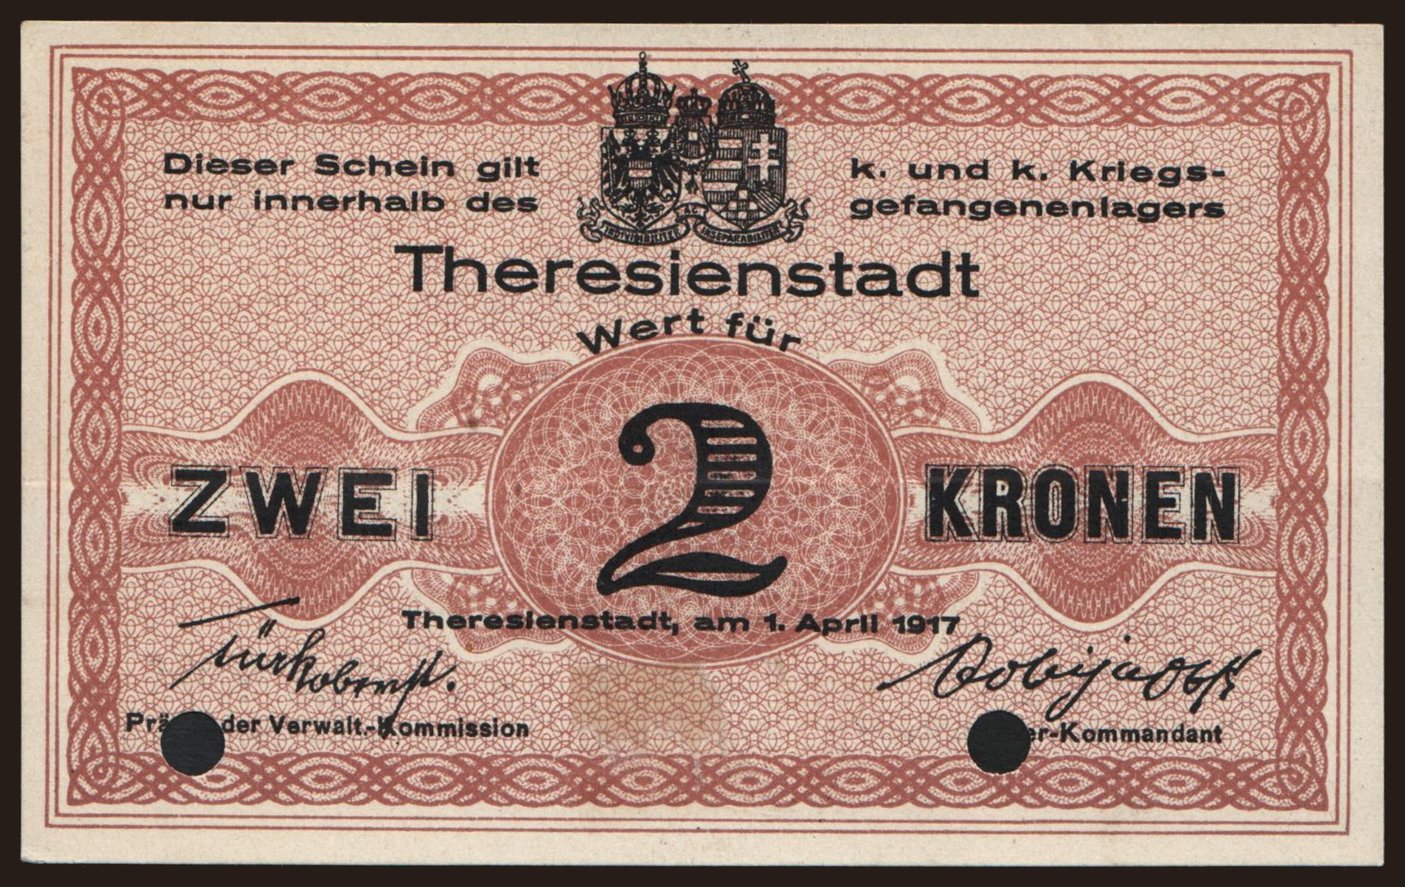 Dieser Schein gilt
nur innerhalb des
k. und k. Kriegs-
gefangenenlagers
Theresienstadt
Wert für
ZWEI
2
KRONEN
Theresienstadt, am 1. April 1917
der Verwalt.-Kommission
er-Kommandant